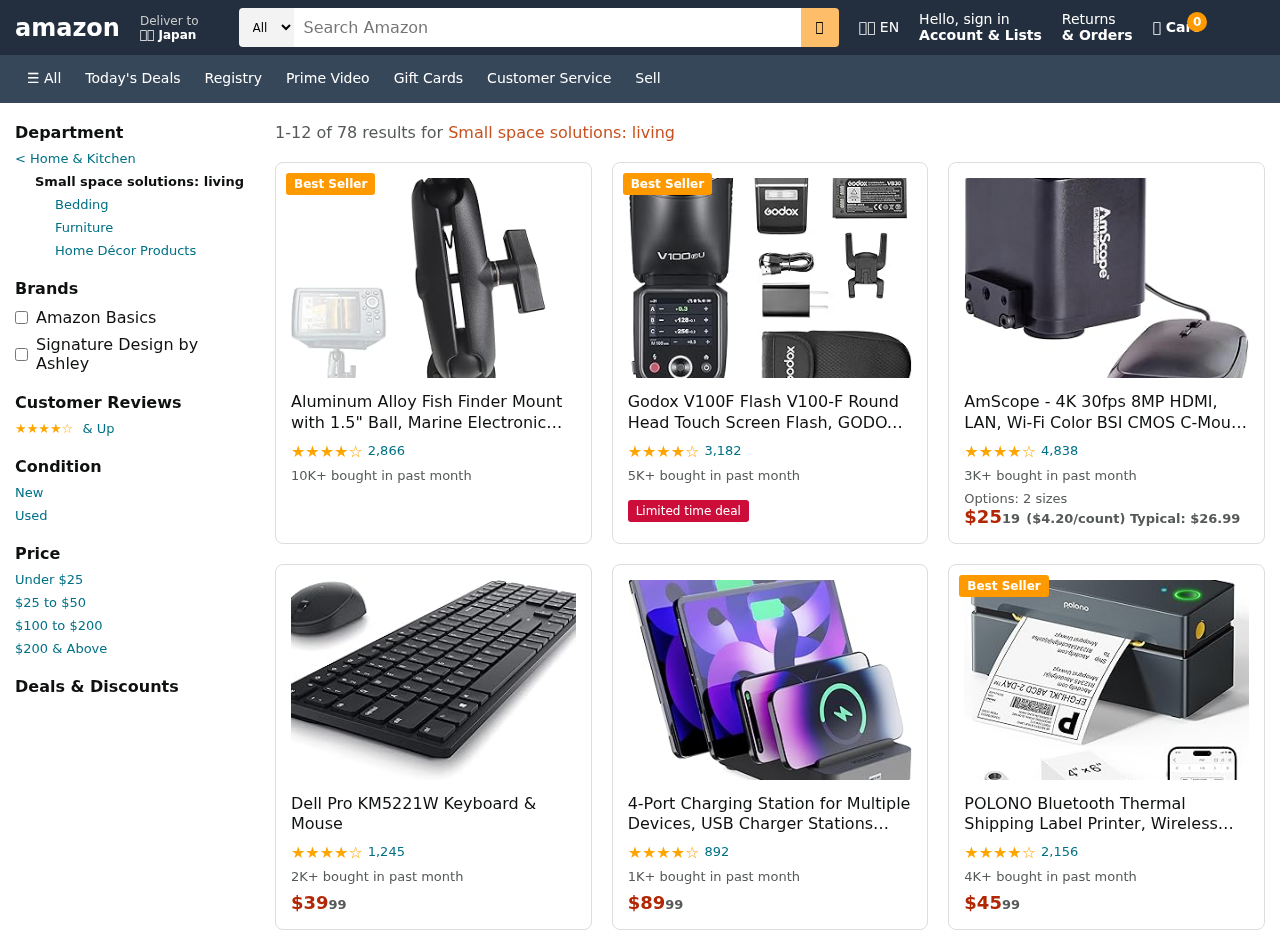 amazon
Deliver to
Japan
All
Search Amazon
EN
Hello, sign in
Account & Lists
Returns
& Orders
0
☰ All
Today's Deals
Registry
Prime Video
Gift Cards
Customer Service
Sell
Department
< Home & Kitchen
Small space solutions: living
Bedding
Furniture
Home Décor Products
Brands
Amazon Basics
Signature Design by
Ashley
Customer Reviews
★★★★☆ & Up
Condition
New
Used
Price
Under $25
$25 to $50
$100 to $200
$200 & Above
Deals & Discounts
1-12 of 78 results for Small space solutions: living
Best Seller
Aluminum Alloy Fish Finder Mount
with 1.5" Ball, Marine Electronic...
★★★★☆ 2,866
10K+ bought in past month
Best Seller
Godox
VB30
V100
Godox
Godox V100F Flash V100-F Round
Head Touch Screen Flash, GODO...
★★★★☆ 3,182
5K+ bought in past month
Limited time deal
AmScope
AmScope - 4K 30fps 8MP HDMI,
LAN, Wi-Fi Color BSI CMOS C-Mou...
★★★★☆ 4,838
3K+ bought in past month
Options: 2 sizes
$25 19 ($4.20/count) Typical: $26.99
Dell Pro KM5221W Keyboard &
Mouse
★★★★☆ 1,245
2K+ bought in past month
$39 99
4-Port Charging Station for Multiple
Devices, USB Charger Stations...
★★★★☆ 892
1K+ bought in past month
$89 99
Best Seller
polono
EFGHIJKL ABCD 2-DAY™
P
4"×6"
POLONO Bluetooth Thermal
Shipping Label Printer, Wireless...
★★★★☆ 2,156
4K+ bought in past month
$45 99